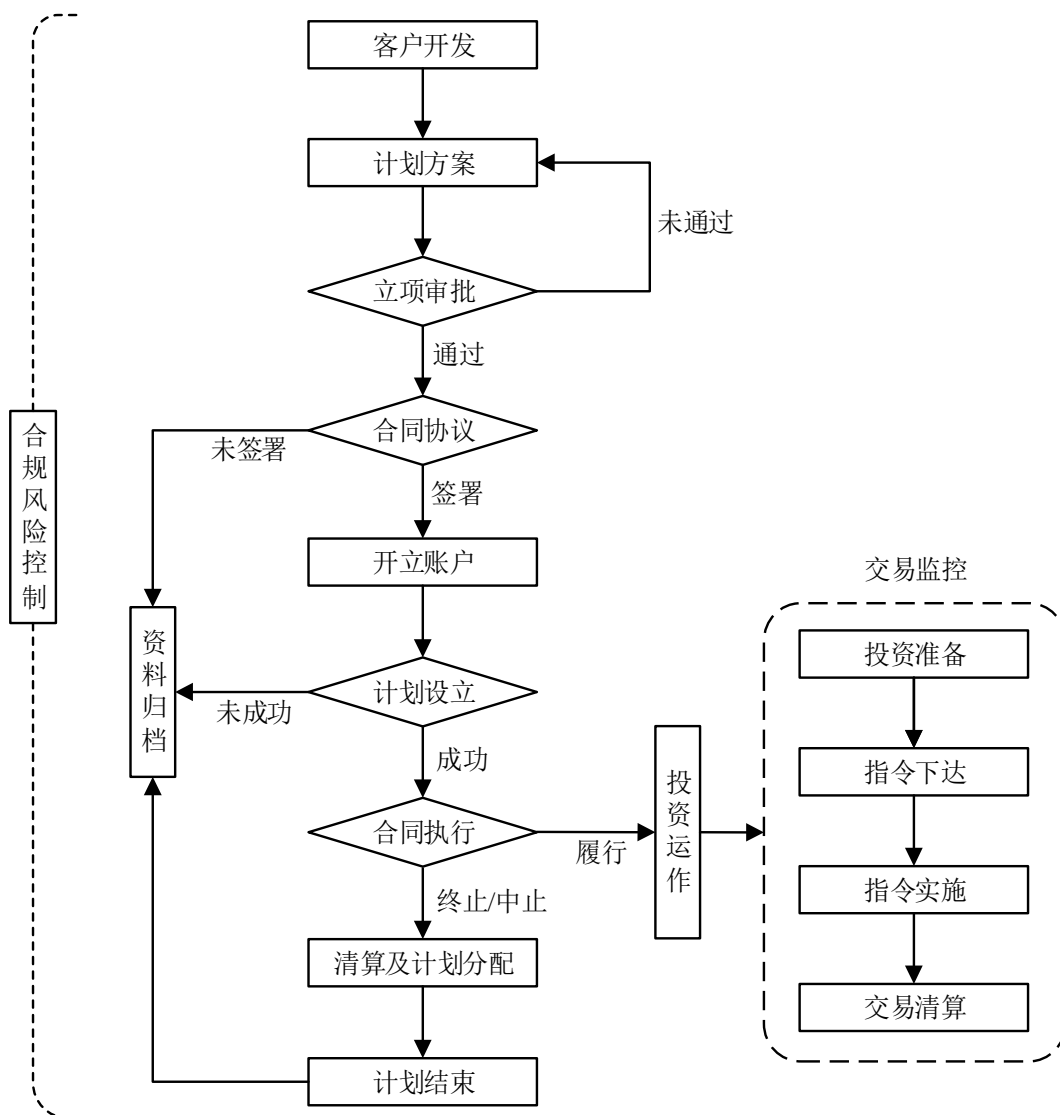 客户开发
计划方案
未通过
立项审批
通过
合同协议
未签署
签署
开立账户
合规风险控制
资料归档
计划设立
未成功
成功
合同执行
履行
投资运作
终止/中止
清算及计划分配
计划结束
交易监控
投资准备
指令下达
指令实施
交易清算